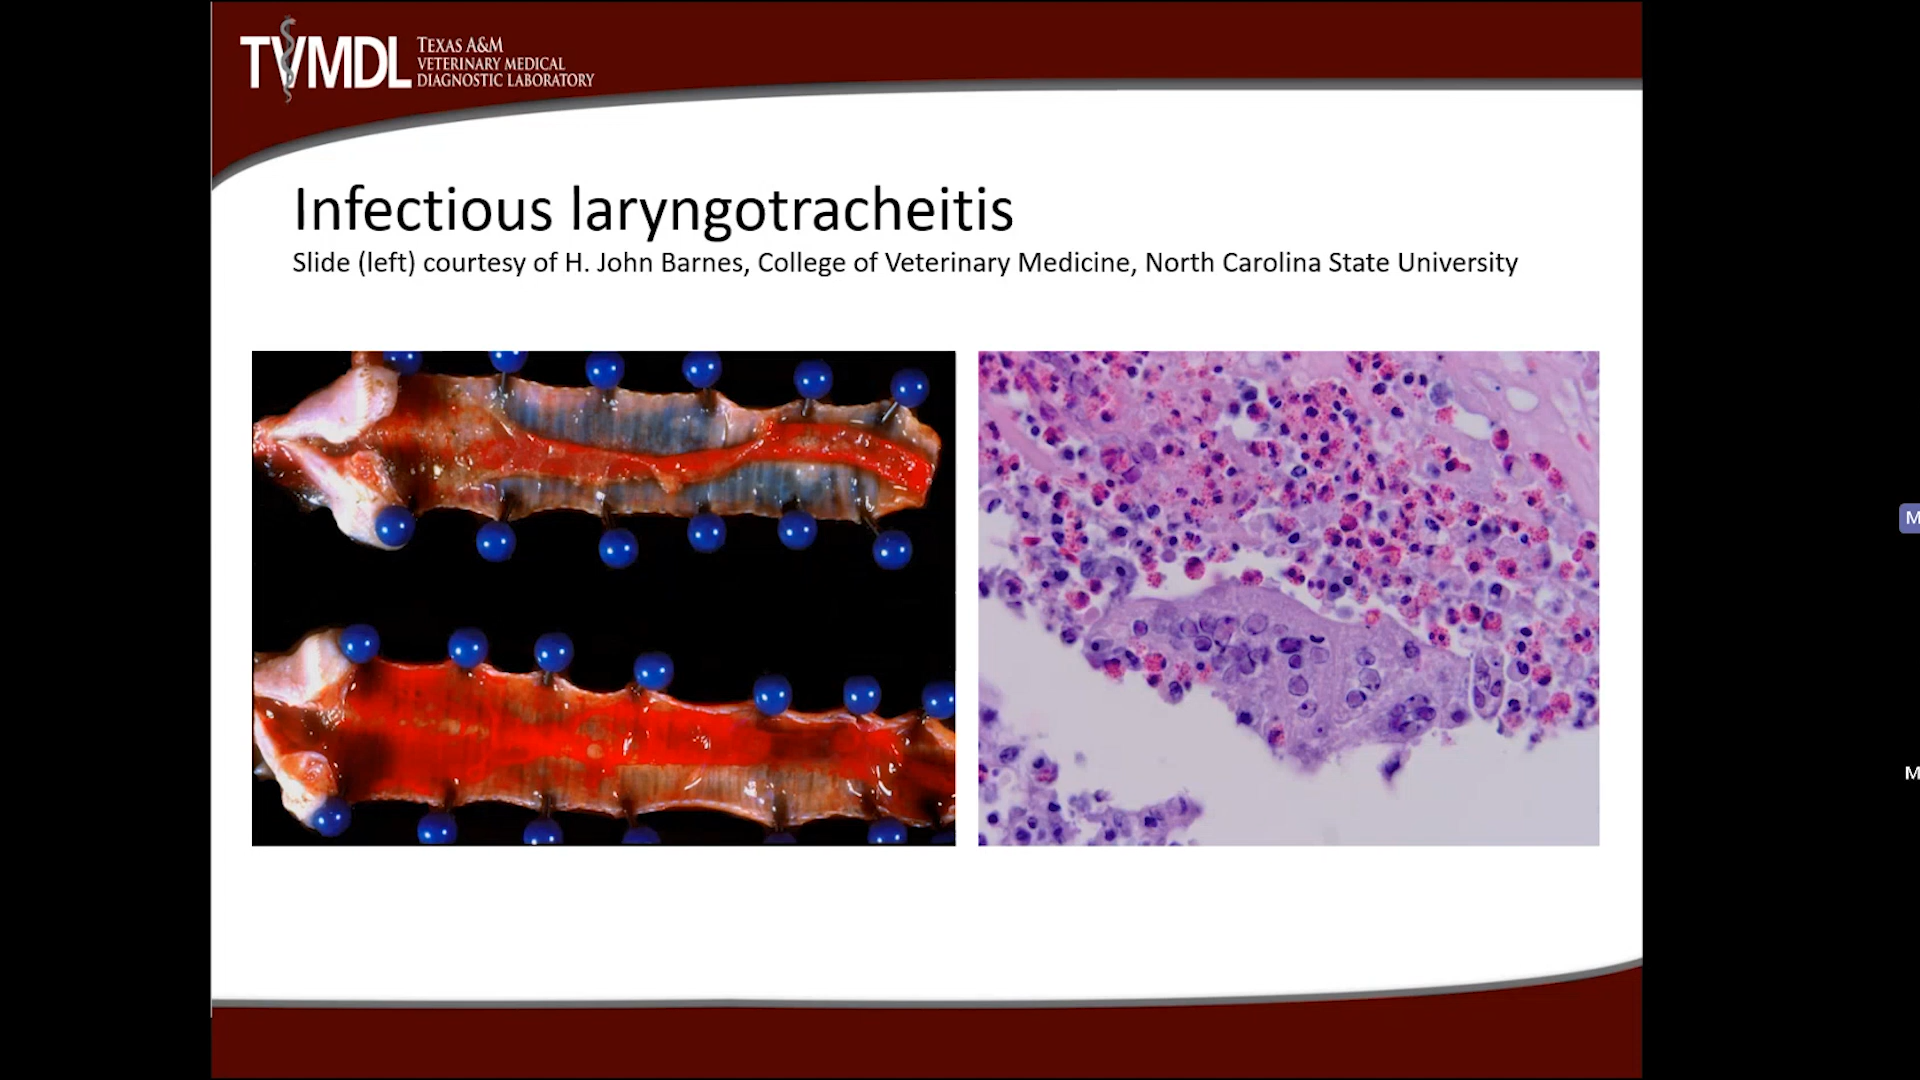 TVMDL
TEXAS A&M
VETERINARY MEDICAL
DIAGNOSTIC LABORATORY
Infectious laryngotracheitis
Slide (left) courtesy of H. John Barnes, College of Veterinary Medicine, North Carolina State University
M
M